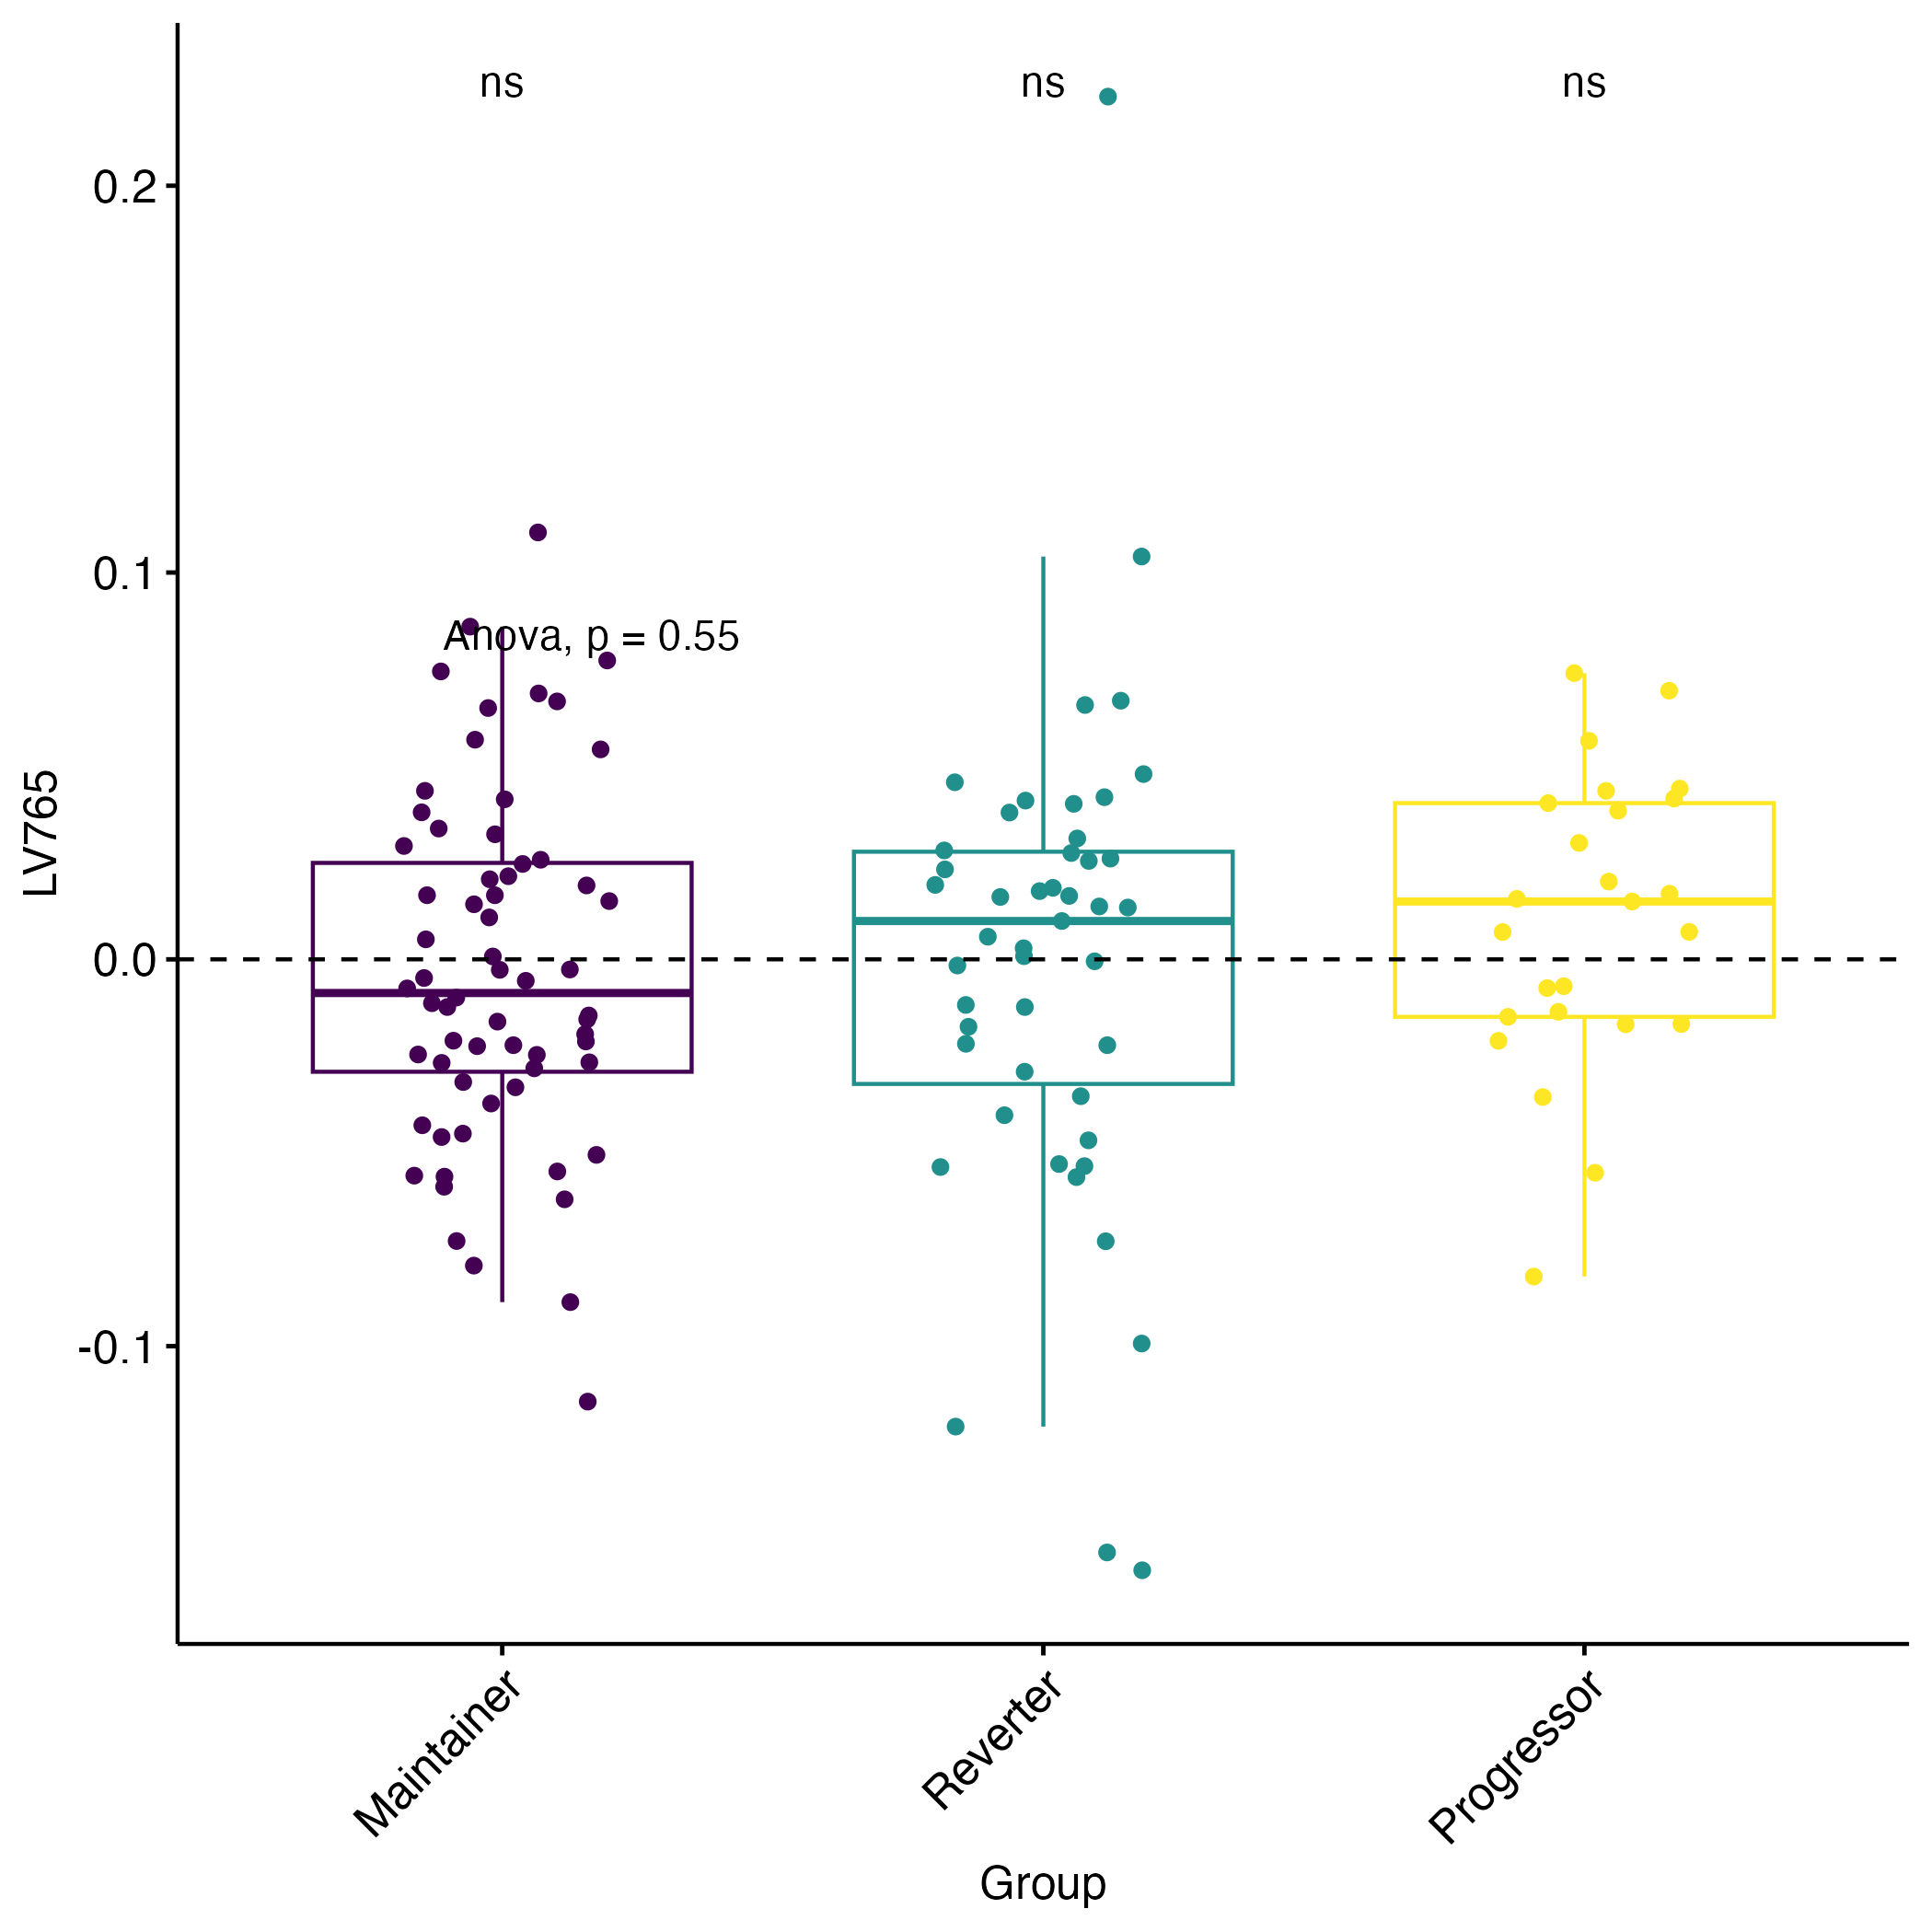 ns ns ns
0.2
0.1
Anova, p = 0.55
LV765
0.0
-0.1
Maintainer Reverter Progressor
Group